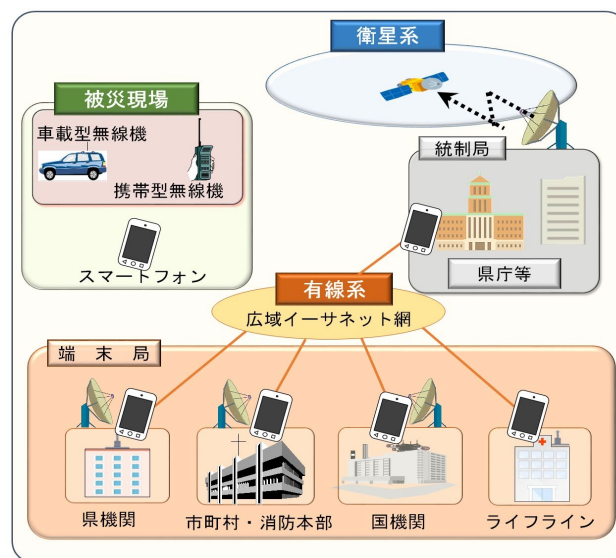 衛星系
被災現場
車載型無線機
携帯型無線機
スマートフォン
統制局
県庁等
有線系
広域イーサネット網
端末局
県機関
市町村・消防本部
国機関
ライフライン